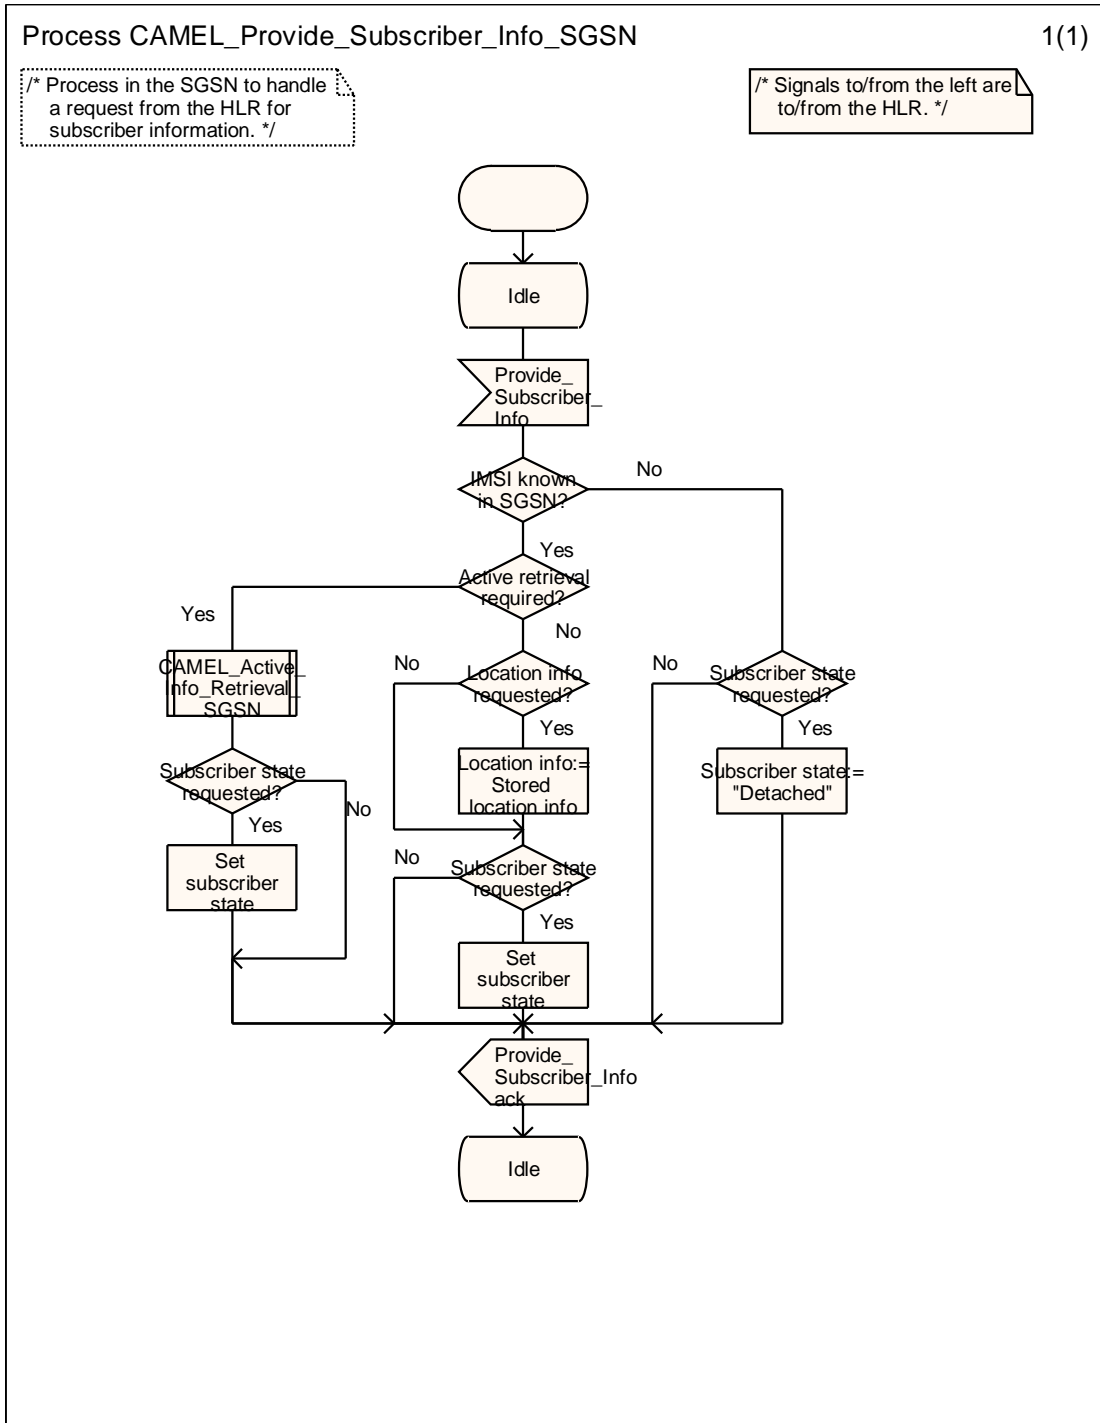 Process CAMEL_Provide_Subscriber_Info_SGSN
1(1)
/* Process in the SGSN to handle
a request from the HLR for
subscriber information. */
/* Signals to/from the left are
to/from the HLR. */
Idle
Provide_
Subscriber_
Info
IMSI known
in SGSN?
No
Yes
Active retrieval
required?
Yes
No
CAMEL_Active_
Info_Retrieval_
SGSN
No
Location info
requested?
No
Subscriber state
requested?
Yes
Yes
Subscriber state
requested?
Location info:=
Stored
location info
Subscriber state:=
"Detached"
No
Yes
Set
subscriber
state
No
Subscriber state
requested?
Yes
Set
subscriber
state
Provide_
Subscriber_Info
ack
Idle